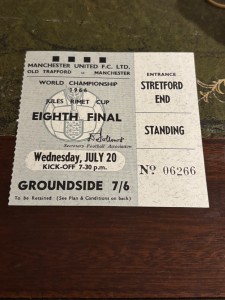 MANCHESTER UNITED F.C. LTD.
OLD TRAFFORD — MANCHESTER
WORLD CHAMPIONSHIP
1966
JULES RIMET CUP
EIGHTH FINAL
Secretary Football Association
Wednesday, JULY 20
KICK-OFF 7-30 p.m.
GROUNDSIDE 7/6
To be Retained (See Plan & Conditions on back)
ENTRANCE
STRETFORD
END
STANDING
No 06266